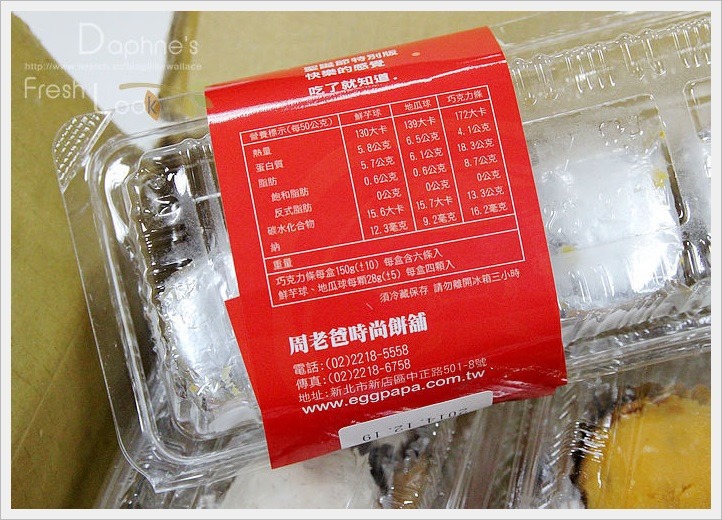 Daphne's
Fresh Look
聖誕節特別版
快樂的感覺
吃了就知道.
營養標示(每50公克) 鮮芋球 地瓜球 巧克力條
熱量 130大卡 139大卡 172大卡
蛋白質 5.8公克 6.5公克 4.1公克
脂肪 5.7公克 6.1公克 18.3公克
飽和脂肪 0.6公克 0.6公克 8.7公克
反式脂肪 0公克 0公克 0公克
碳水化合物 15.6大卡 15.7大卡 13.3公克
納 12.3毫克 9.2毫克 16.2毫克
重量
巧克力條每盒150g(±10) 每盒含六條入
鮮芋球、地瓜球每顆28g(±5) 每盒四顆入
須冷藏保存 請勿離開冰箱三小時
周老爸時尚餅舖
電話:(02)2218-5558
傳真:(02)2218-6758
地址:新北市新店區中正路501-8號
www.eggpapa.com.tw
2014.12.19